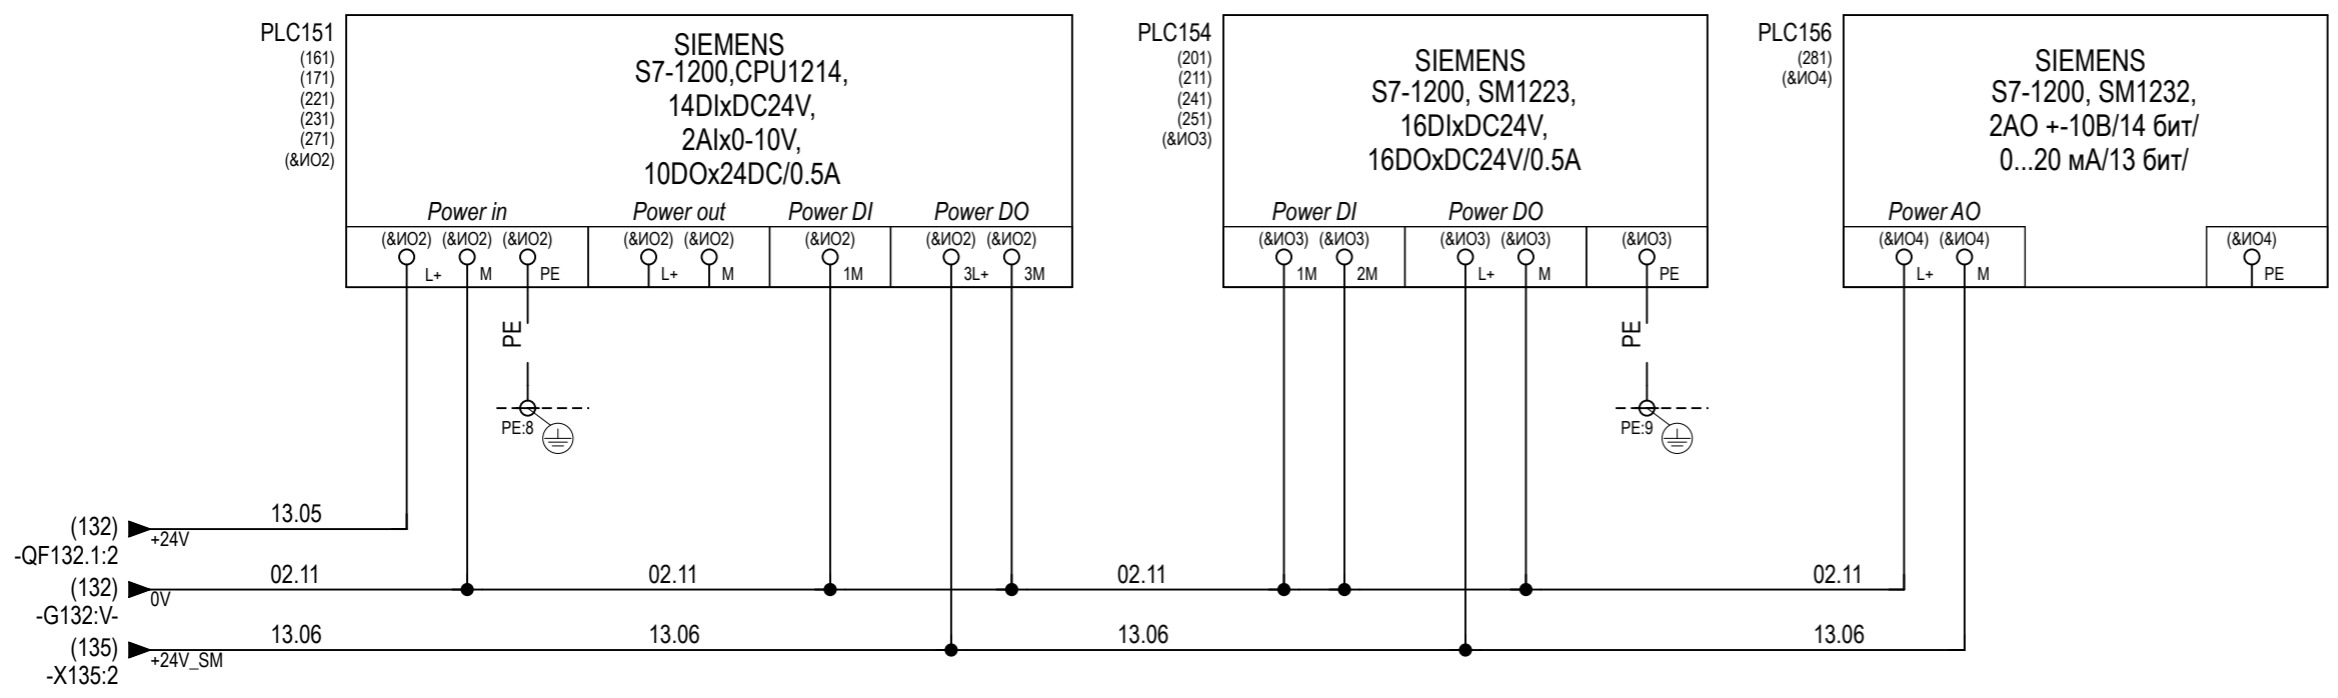 PLC151
(161)
(171)
(221)
(231)
(271)
(&ИО2)
SIEMENS
S7-1200,CPU1214,
14DIxDC24V,
2AIx0-10V,
10DOx24DC/0.5A
Power in
Power out
Power DI
Power DO
(&ИО2) (&ИО2) (&ИО2)
(&ИО2) (&ИО2)
(&ИО2)
(&ИО2) (&ИО2)
L+ M PE
L+ M
1M
3L+ 3M
PE
PE:8
PLC154
(201)
(211)
(241)
(251)
(&ИО3)
SIEMENS
S7-1200, SM1223,
16DIxDC24V,
16DOxDC24V/0.5A
Power DI
Power DO
(&ИО3) (&ИО3)
(&ИО3) (&ИО3)
(&ИО3)
1M 2M
L+ M
PE
PE
PE:9
PLC156
(281)
(&ИО4)
SIEMENS
S7-1200, SM1232,
2AO +-10В/14 бит/
0...20 мА/13 бит/
Power AO
(&ИО4) (&ИО4)
(&ИО4)
L+ M
PE
(132)
+24V
13.05
-QF132.1:2
(132)
0V
02.11 02.11 02.11 02.11
-G132:V-
(135)
+24V_SM
13.06 13.06 13.06 13.06
-X135:2